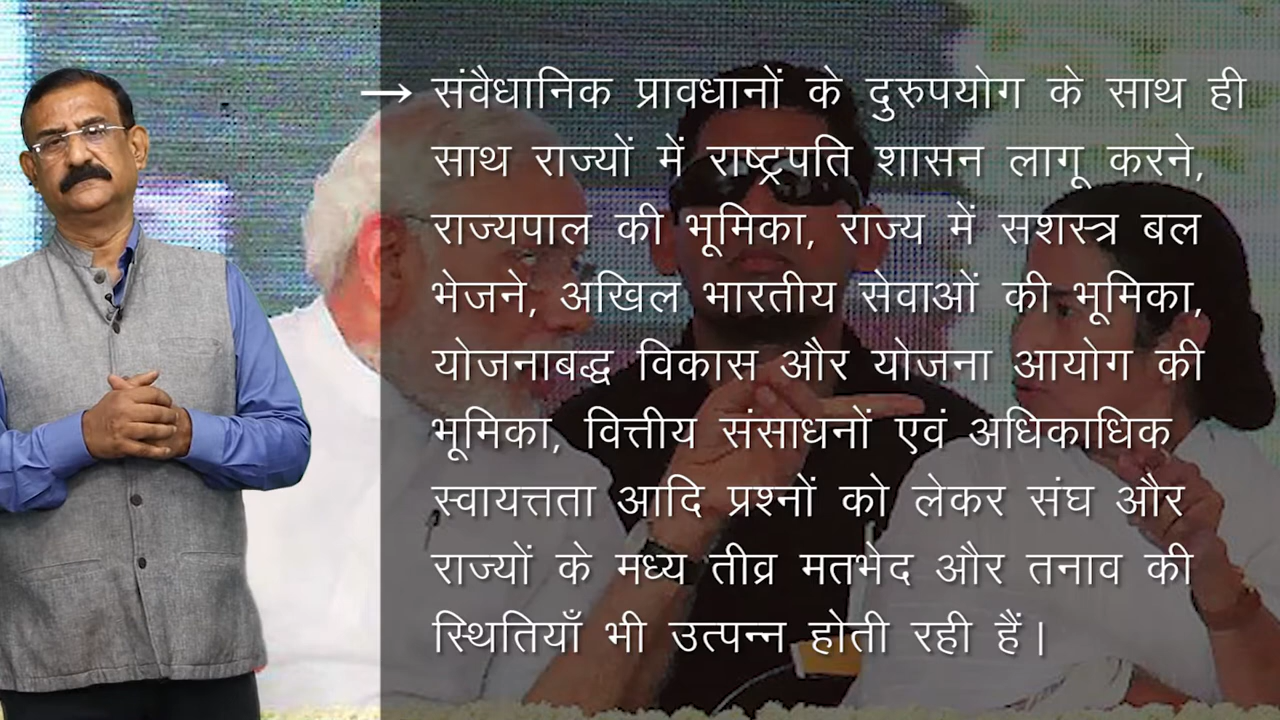 → संवैधानिक प्रावधानों के दुरुपयोग के साथ ही
साथ राज्यों में राष्ट्रपति शासन लागू करने,
राज्यपाल की भूमिका, राज्य में सशस्त्र बल
भेजने, अखिल भारतीय सेवाओं की भूमिका,
योजनाबद्ध विकास और योजना आयोग की
भूमिका, वित्तीय संसाधनों एवं अधिकाधिक
स्वायत्तता आदि प्रश्नों को लेकर संघ और
राज्यों के मध्य तीव्र मतभेद और तनाव की
स्थितियाँ भी उत्पन्न होती रही हैं।